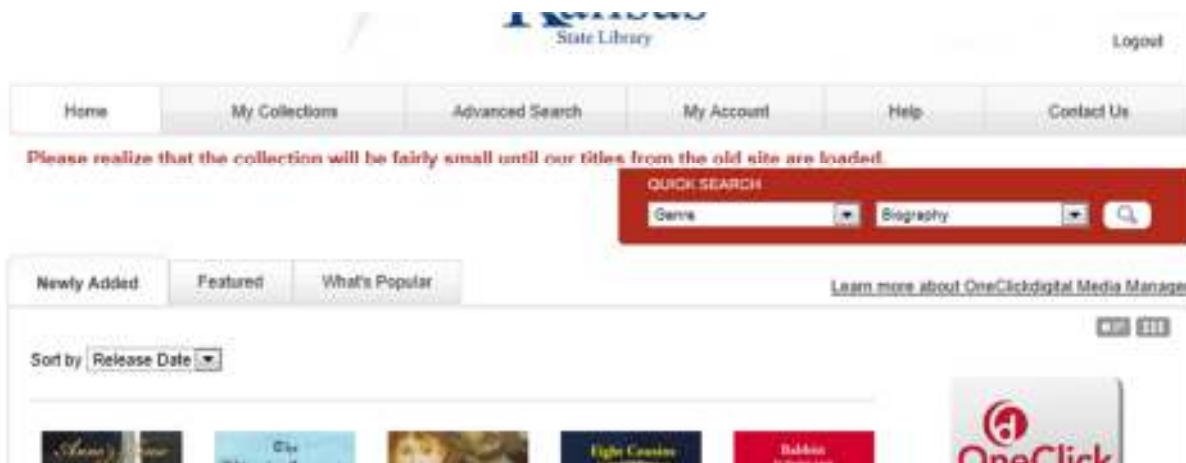 Kansas
State Library
Logout
Home My Collections Advanced Search My Account Help Contact Us
Please realize that the collection will be fairly small until our titles from the old site are loaded.
QUICK SEARCH
Genre Biography
Newly Added Featured What's Popular
Learn more about OneClickdigital Media Manage
Sort by Release Date
The
Eight Cousins
OneClick